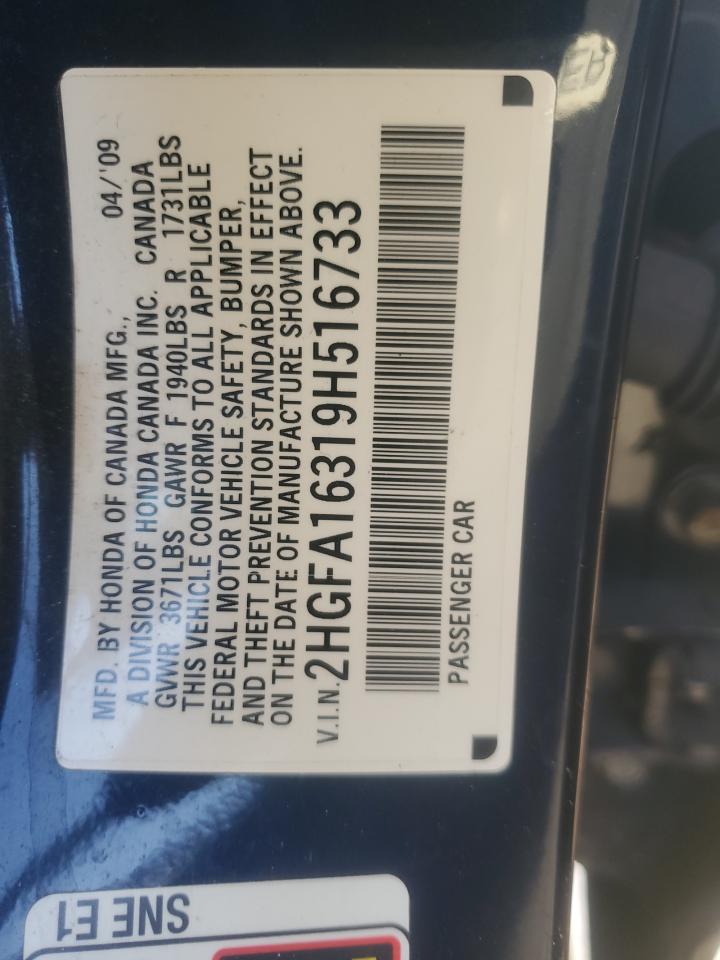 MFD. BY HONDA OF CANADA MFG., 04/'09
A DIVISION OF HONDA CANADA INC. CANADA
GVWR 3671LBS GAWR F 1940LBS R 1731LBS
THIS VEHICLE CONFORMS TO ALL APPLICABLE
FEDERAL MOTOR VEHICLE SAFETY, BUMPER,
AND THEFT PREVENTION STANDARDS IN EFFECT
ON THE DATE OF MANUFACTURE SHOWN ABOVE.
V.I.N. 2HGFA16319H516733
PASSENGER CAR
EB
SNE E1